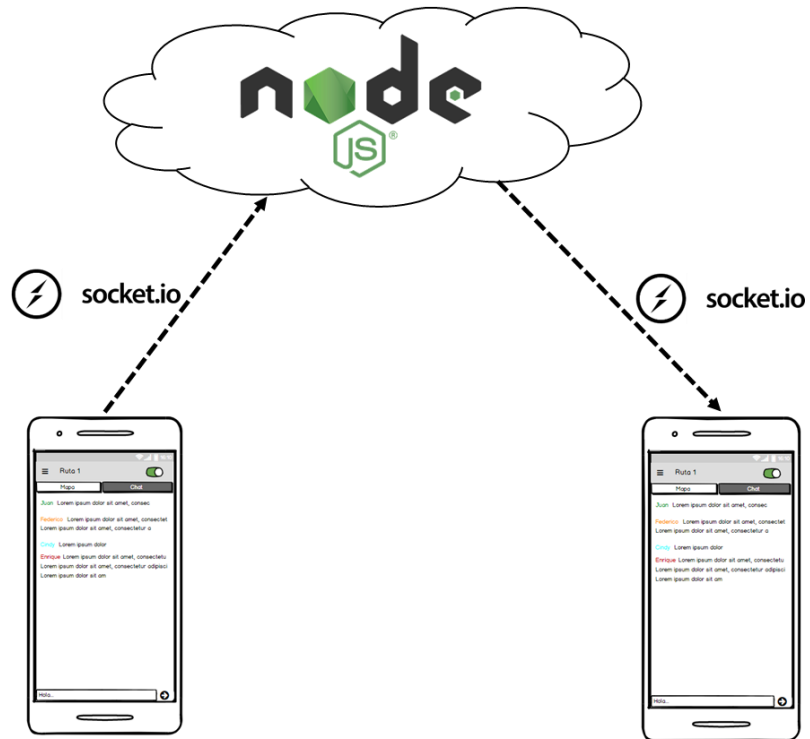 node
JS ®
socket.io
socket.io
Ruta 1
Mapa Chat
Juan Lorem ipsum dolor sit amet, consec
Federico Lorem ipsum dolor sit amet, consectet
Lorem ipsum dolor sit amet, consectetur a
Cindy Lorem ipsum dolor
Enrique Lorem ipsum dolor sit amet, consectetu
Lorem ipsum dolor sit amet, consectetur adipisci
Lorem ipsum dolor sit am
Hola...
Ruta 1
Mapa Chat
Juan Lorem ipsum dolor sit amet, consec
Federico Lorem ipsum dolor sit amet, consectet
Lorem ipsum dolor sit amet, consectetur a
Cindy Lorem ipsum dolor
Enrique Lorem ipsum dolor sit amet, consectetu
Lorem ipsum dolor sit amet, consectetur adipisci
Lorem ipsum dolor sit am
Hola...